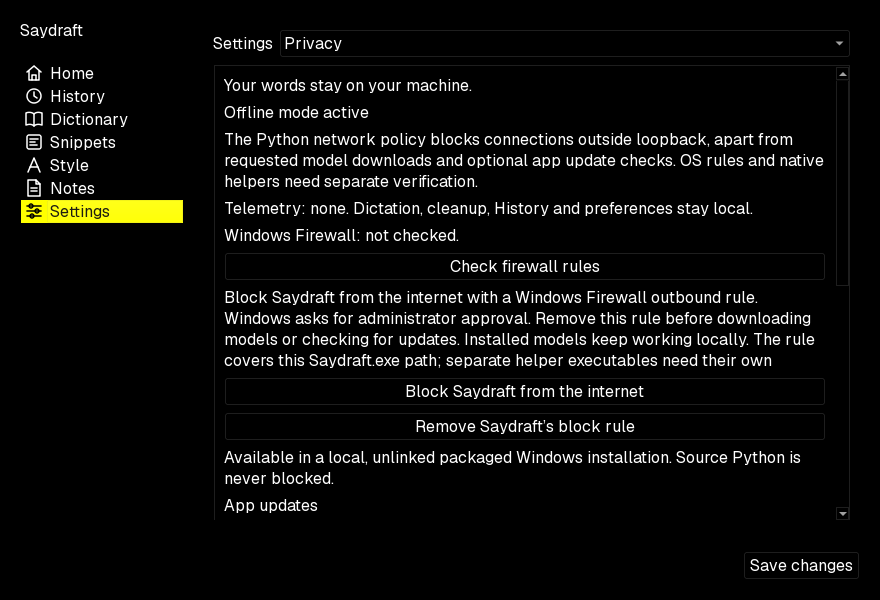 Saydraft
Home
History
Dictionary
Snippets
Style
Notes
Settings
Settings Privacy
Your words stay on your machine.
Offline mode active
The Python network policy blocks connections outside loopback, apart from
requested model downloads and optional app update checks. OS rules and native
helpers need separate verification.
Telemetry: none. Dictation, cleanup, History and preferences stay local.
Windows Firewall: not checked.
Check firewall rules
Block Saydraft from the internet with a Windows Firewall outbound rule.
Windows asks for administrator approval. Remove this rule before downloading
models or checking for updates. Installed models keep working locally. The rule
covers this Saydraft.exe path; separate helper executables need their own
Block Saydraft from the internet
Remove Saydraft's block rule
Available in a local, unlinked packaged Windows installation. Source Python is
never blocked.
App updates
Save changes